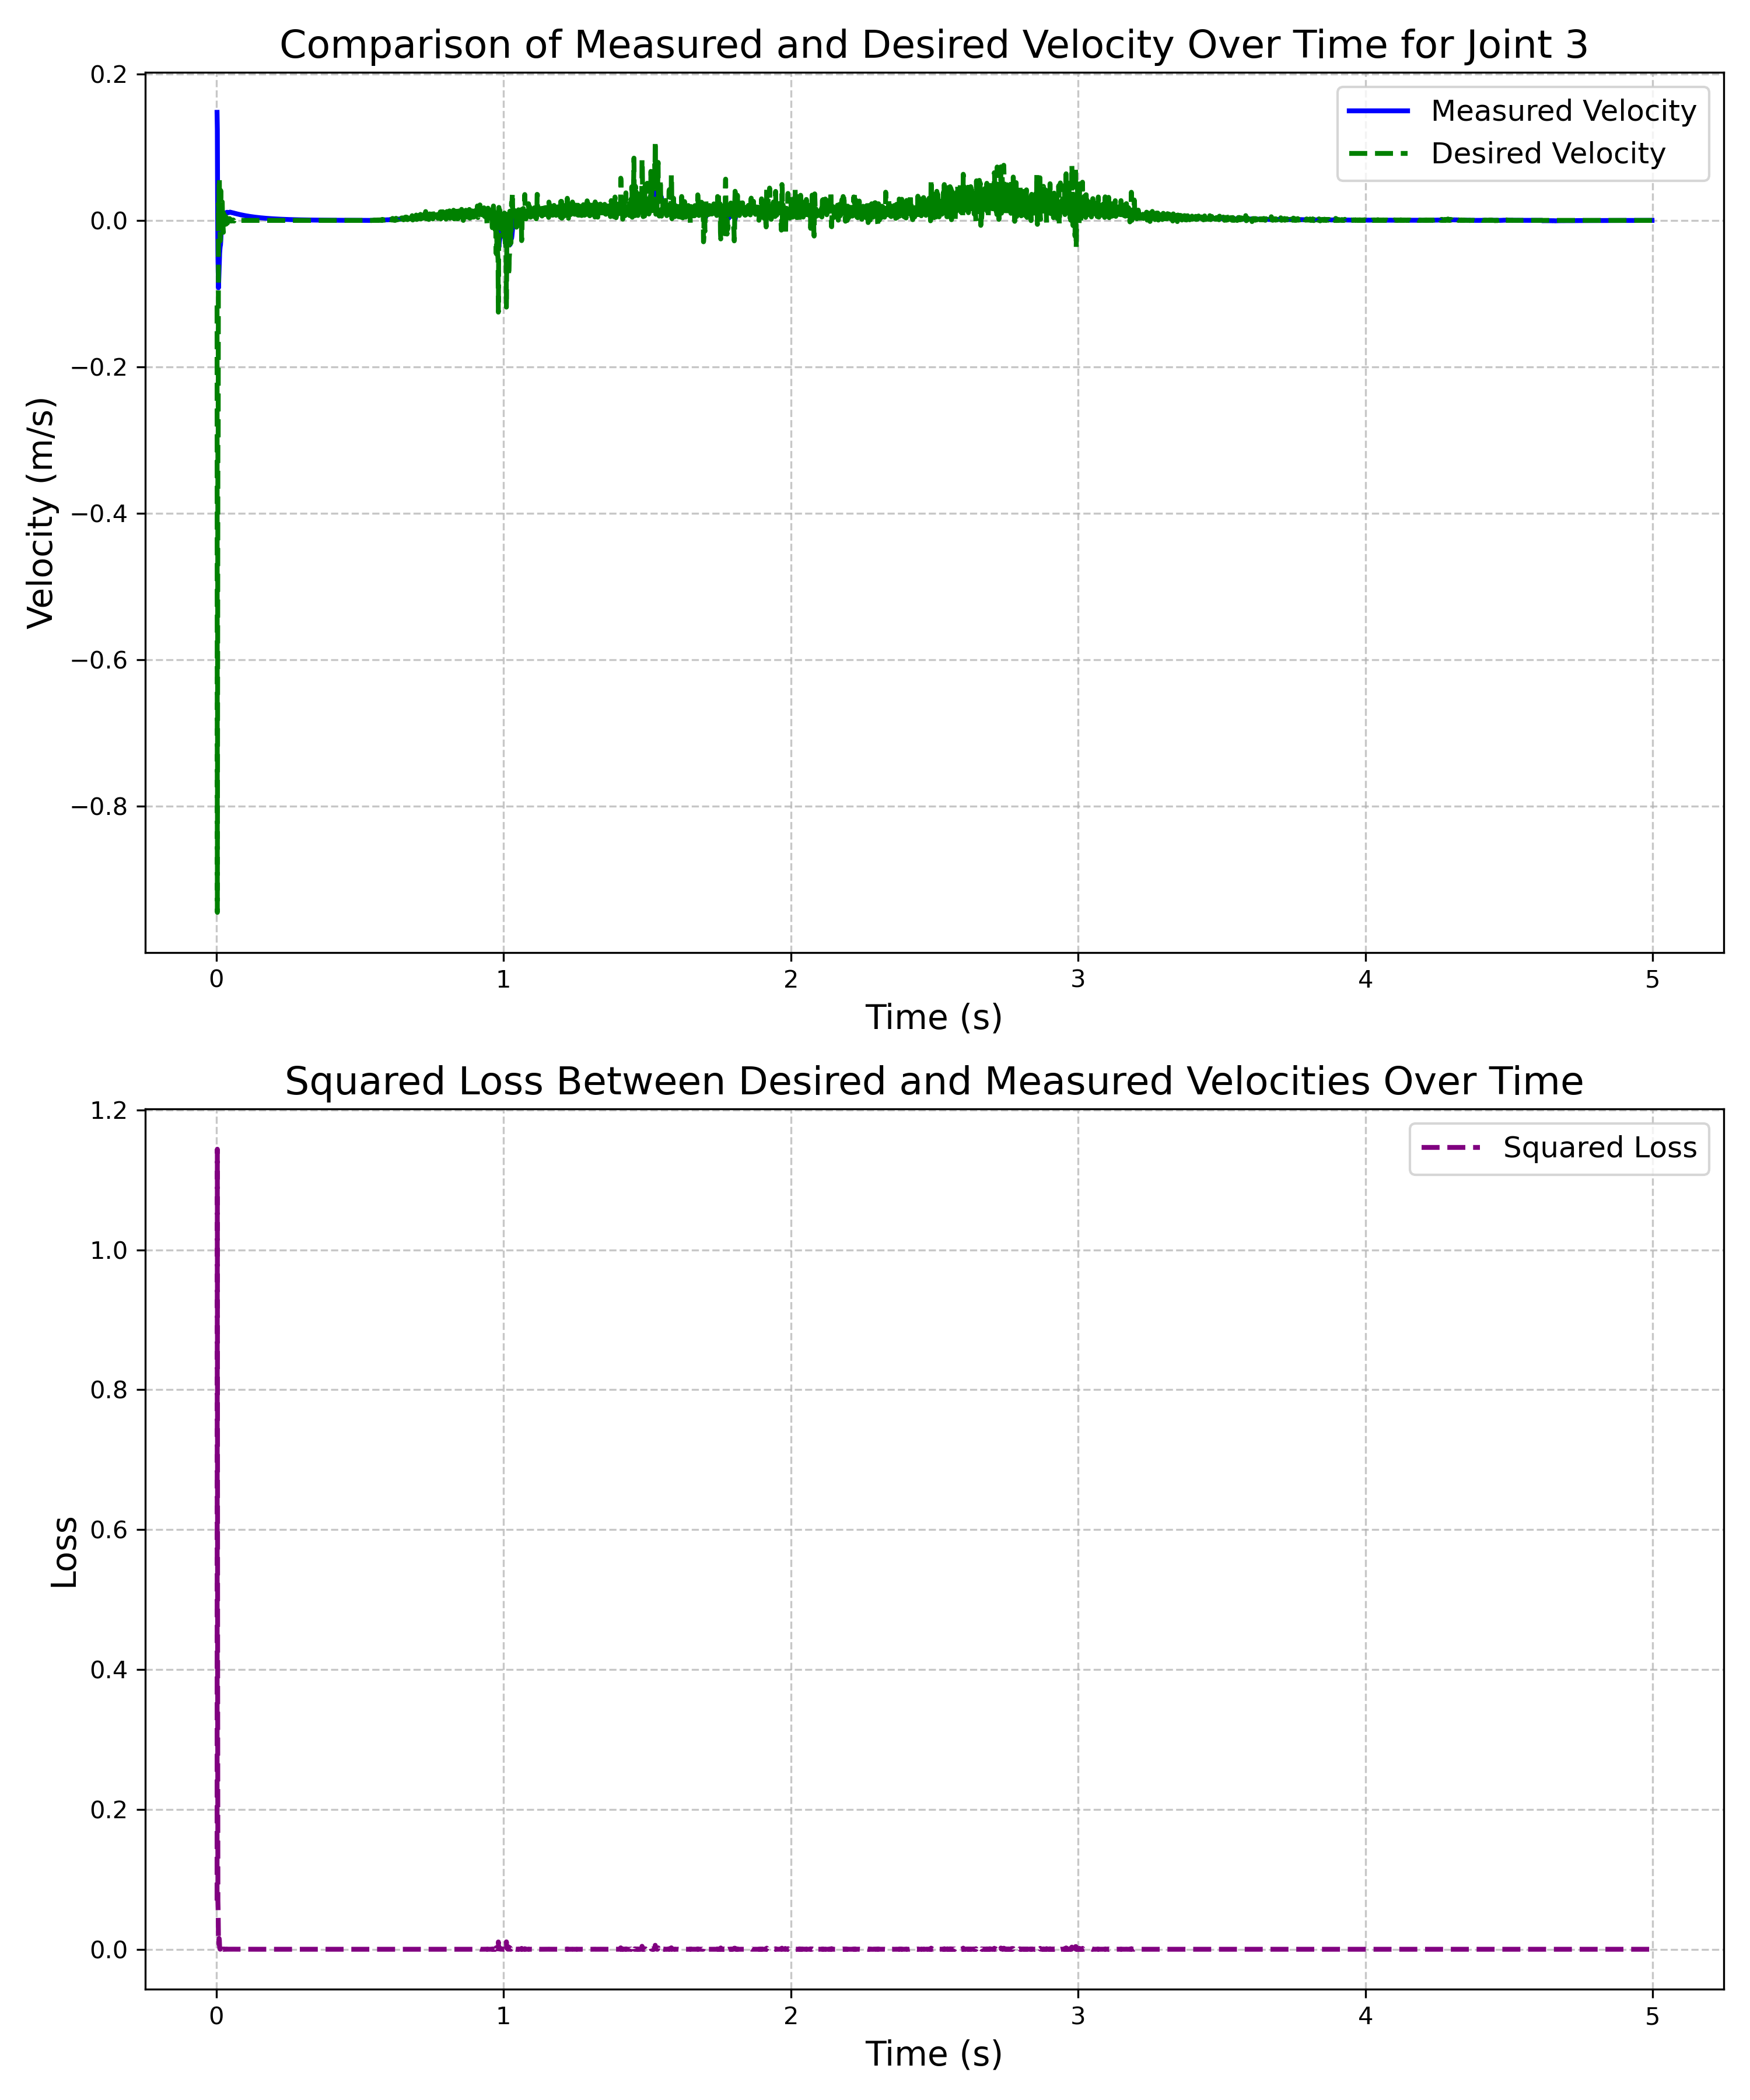 Comparison of Measured and Desired Velocity Over Time for Joint 3
Measured Velocity
Desired Velocity
Velocity (m/s)
0.2
0.0
−0.2
−0.4
−0.6
−0.8
0 1 2 3 4 5
Time (s)
Squared Loss Between Desired and Measured Velocities Over Time
Squared Loss
Loss
1.2
1.0
0.8
0.6
0.4
0.2
0.0
0 1 2 3 4 5
Time (s)